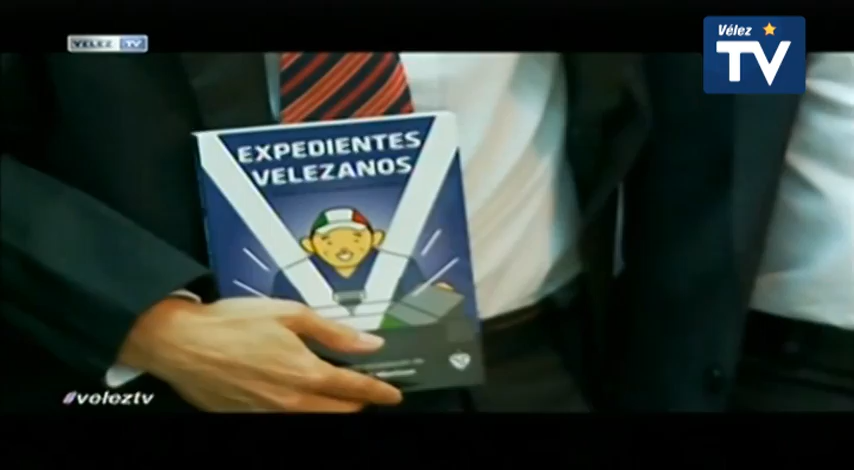 VELEZ TV
Vélez
TV
EXPEDIENTES
VELEZANOS
#veleztv